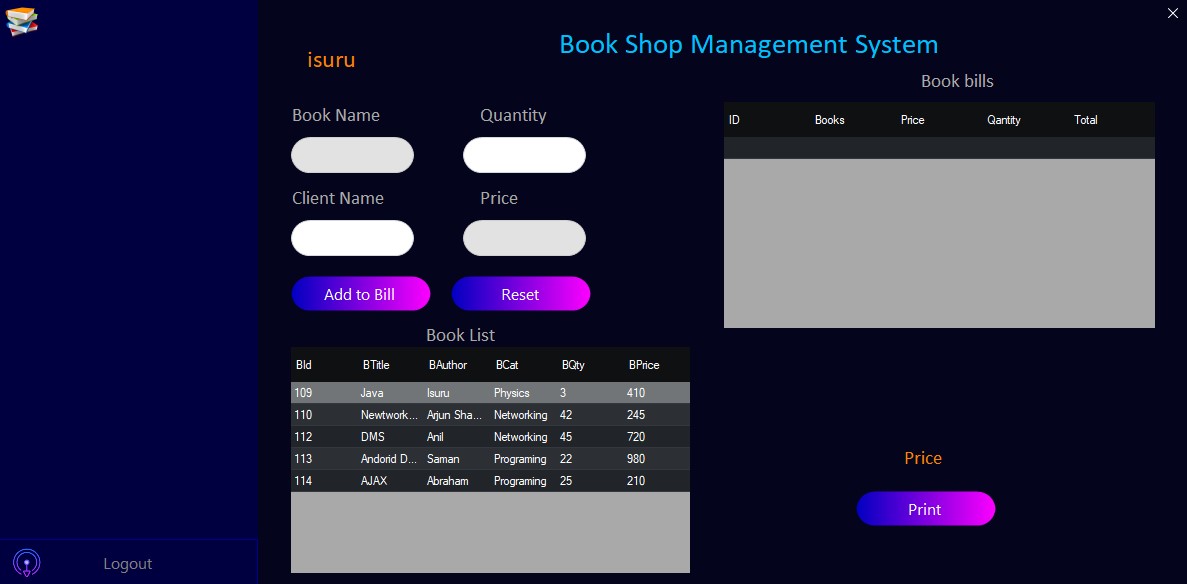 Book Shop Management System
isuru
Book bills
Book Name Quantity
ID Books Price Qantity Total
Client Name Price
Add to Bill Reset
Book List
BId BTitle BAuthor BCat BQty BPrice
109 Java Isuru Physics 3 410
110 Newtwork... Arjun Sha... Networking 42 245
112 DMS Anil Networking 45 720
113 Andorid D... Saman Programing 22 980
114 AJAX Abraham Programing 25 210
Price
Print
Logout